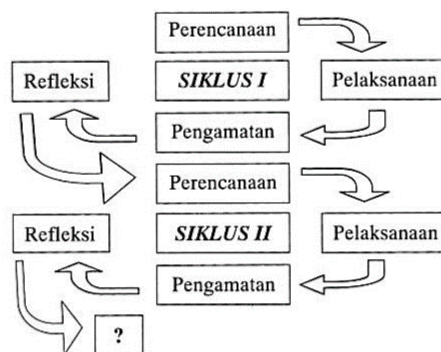 Perencanaan
Refleksi
SIKLUS I
Pelaksanaan
Pengamatan
Perencanaan
Refleksi
SIKLUS II
Pelaksanaan
Pengamatan
?